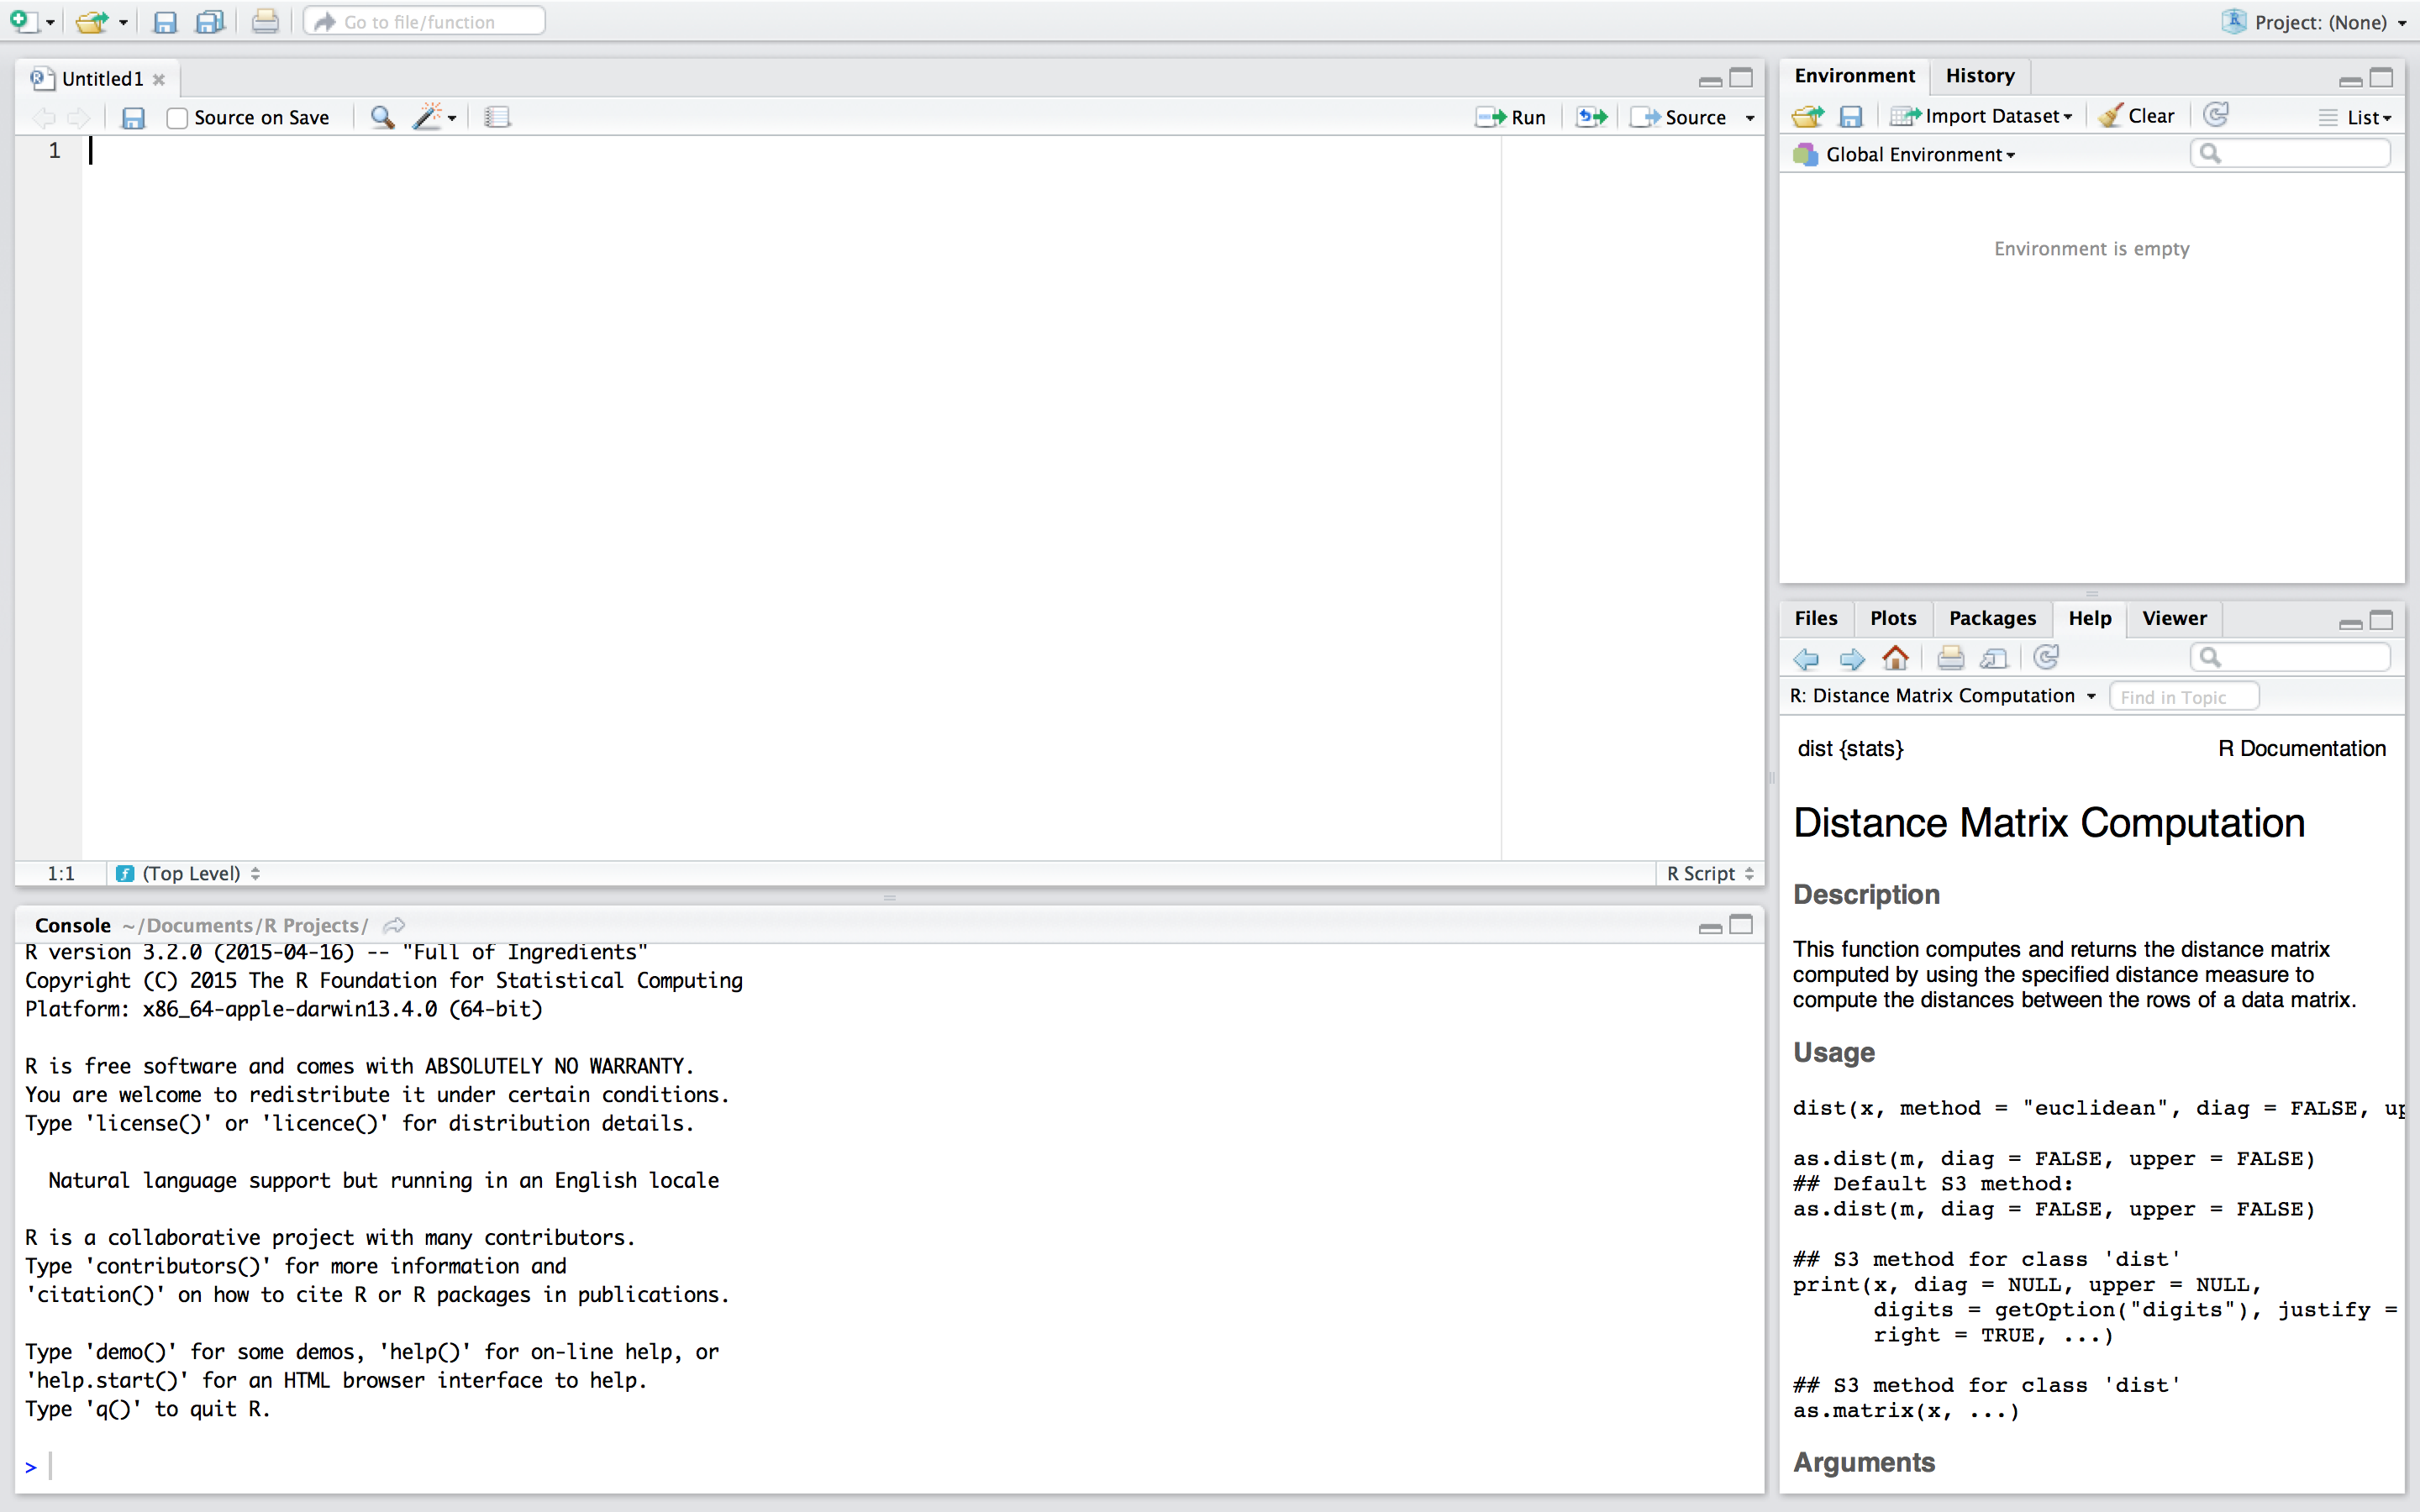 Go to file/function
Project: (None)
Untitled1
Source on Save
Run
Source
1
1:1
(Top Level)
R Script
Console ~/Documents/R Projects/
R version 3.2.0 (2015-04-16) -- "Full of Ingredients"
Copyright (C) 2015 The R Foundation for Statistical Computing
Platform: x86_64-apple-darwin13.4.0 (64-bit)
R is free software and comes with ABSOLUTELY NO WARRANTY.
You are welcome to redistribute it under certain conditions.
Type 'license()' or 'licence()' for distribution details.
Natural language support but running in an English locale
R is a collaborative project with many contributors.
Type 'contributors()' for more information and
'citation()' on how to cite R or R packages in publications.
Type 'demo()' for some demos, 'help()' for on-line help, or
'help.start()' for an HTML browser interface to help.
Type 'q()' to quit R.
>
Environment History
Import Dataset Clear List
Global Environment
Environment is empty
Files Plots Packages Help Viewer
R: Distance Matrix Computation Find in Topic
dist {stats} R Documentation
Distance Matrix Computation
Description
This function computes and returns the distance matrix
computed by using the specified distance measure to
compute the distances between the rows of a data matrix.
Usage
dist(x, method = "euclidean", diag = FALSE, up
as.dist(m, diag = FALSE, upper = FALSE)
## Default S3 method:
as.dist(m, diag = FALSE, upper = FALSE)
## S3 method for class 'dist'
print(x, diag = NULL, upper = NULL,
digits = getOption("digits"), justify =
right = TRUE, ...)
## S3 method for class 'dist'
as.matrix(x, ...)
Arguments